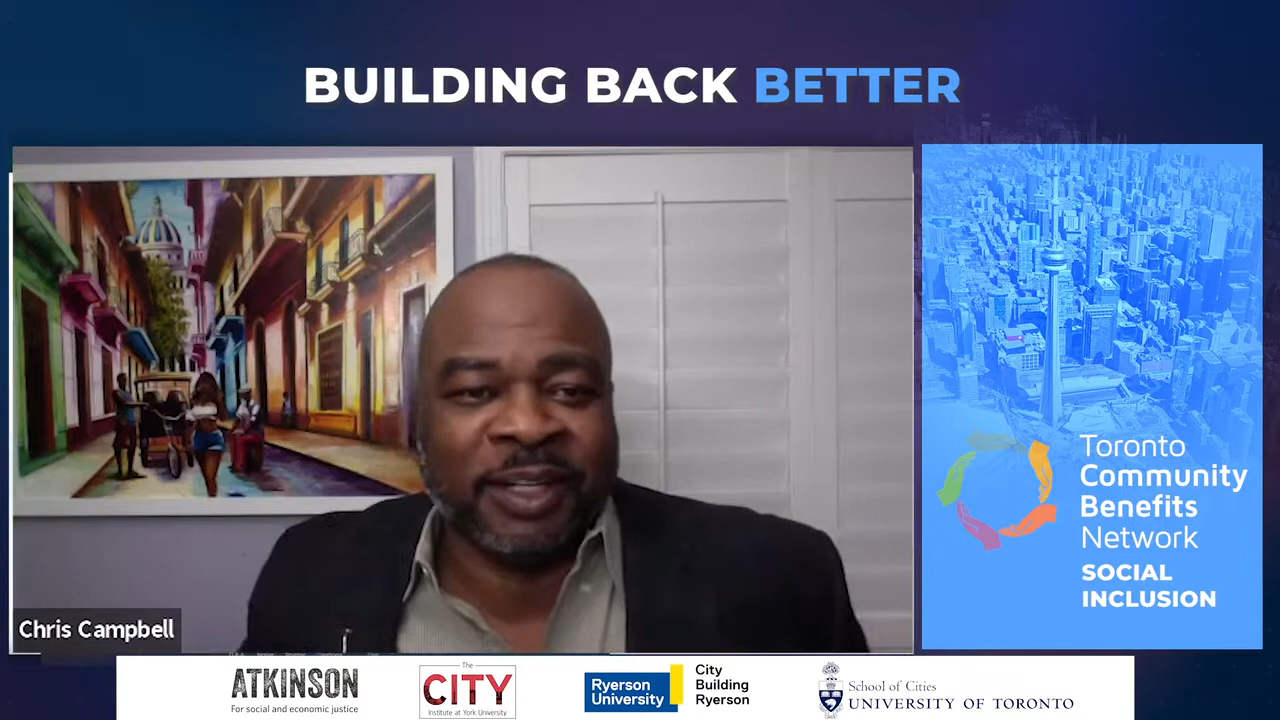 BUILDING BACK BETTER
Toronto
Community
Benefits
Network
SOCIAL
INCLUSION
Chris Campbell
ATKINSON
For social and economic justice
The
CITY
Institute at York University
Ryerson
University
City
Building
Ryerson
School of Cities
UNIVERSITY OF TORONTO